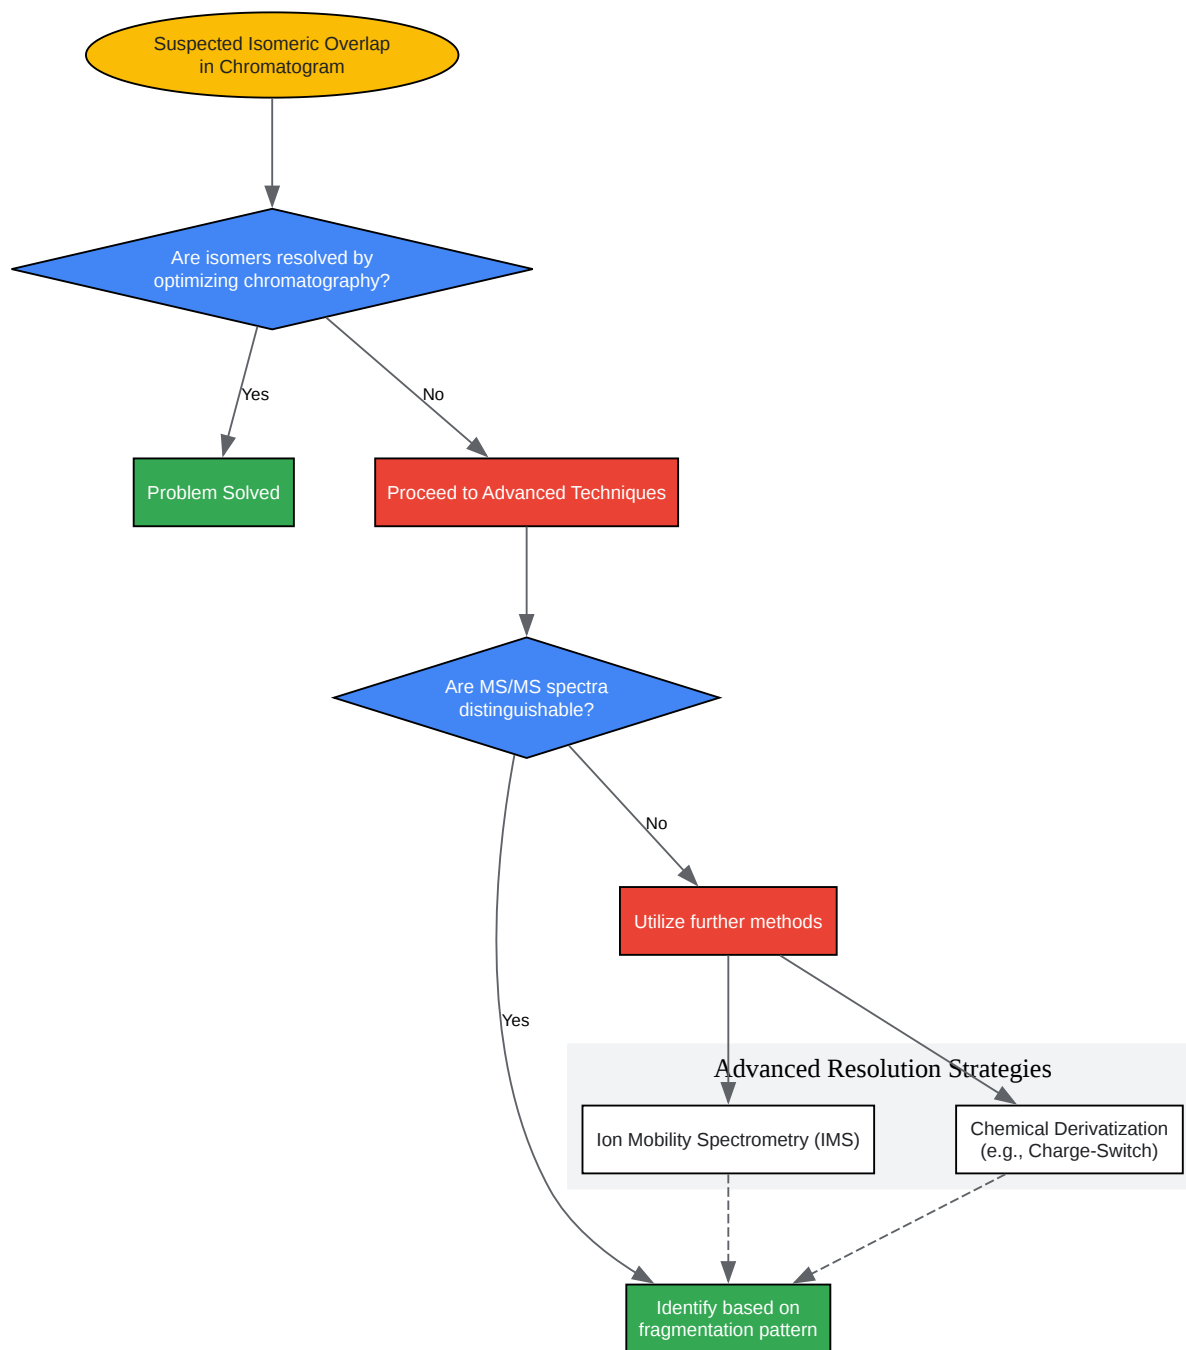 Suspected Isomeric Overlap
in Chromatogram
Are isomers resolved by
optimizing chromatography?
Yes
No
Problem Solved
Proceed to Advanced Techniques
Are MS/MS spectra
distinguishable?
No
Utilize further methods
Yes
Advanced Resolution Strategies
Ion Mobility Spectrometry (IMS)
Chemical Derivatization
(e.g., Charge-Switch)
Identify based on
fragmentation pattern